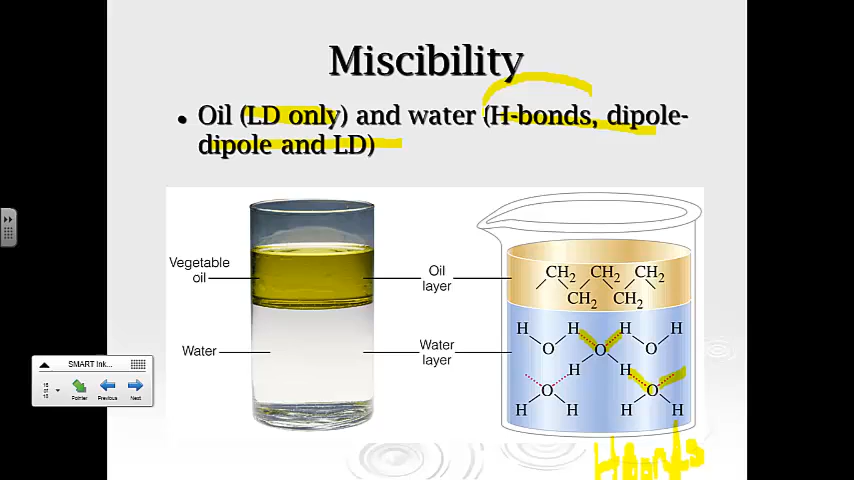 Miscibility
• Oil (LD only) and water (H-bonds, dipole-
dipole and LD)
Vegetable
oil
Oil
layer
CH2 CH2 CH2
CH2 CH2
Water
Water
layer
H H H H
O O O
H H
O O
H H H H
SMART Ink...
Pointer Previous Next